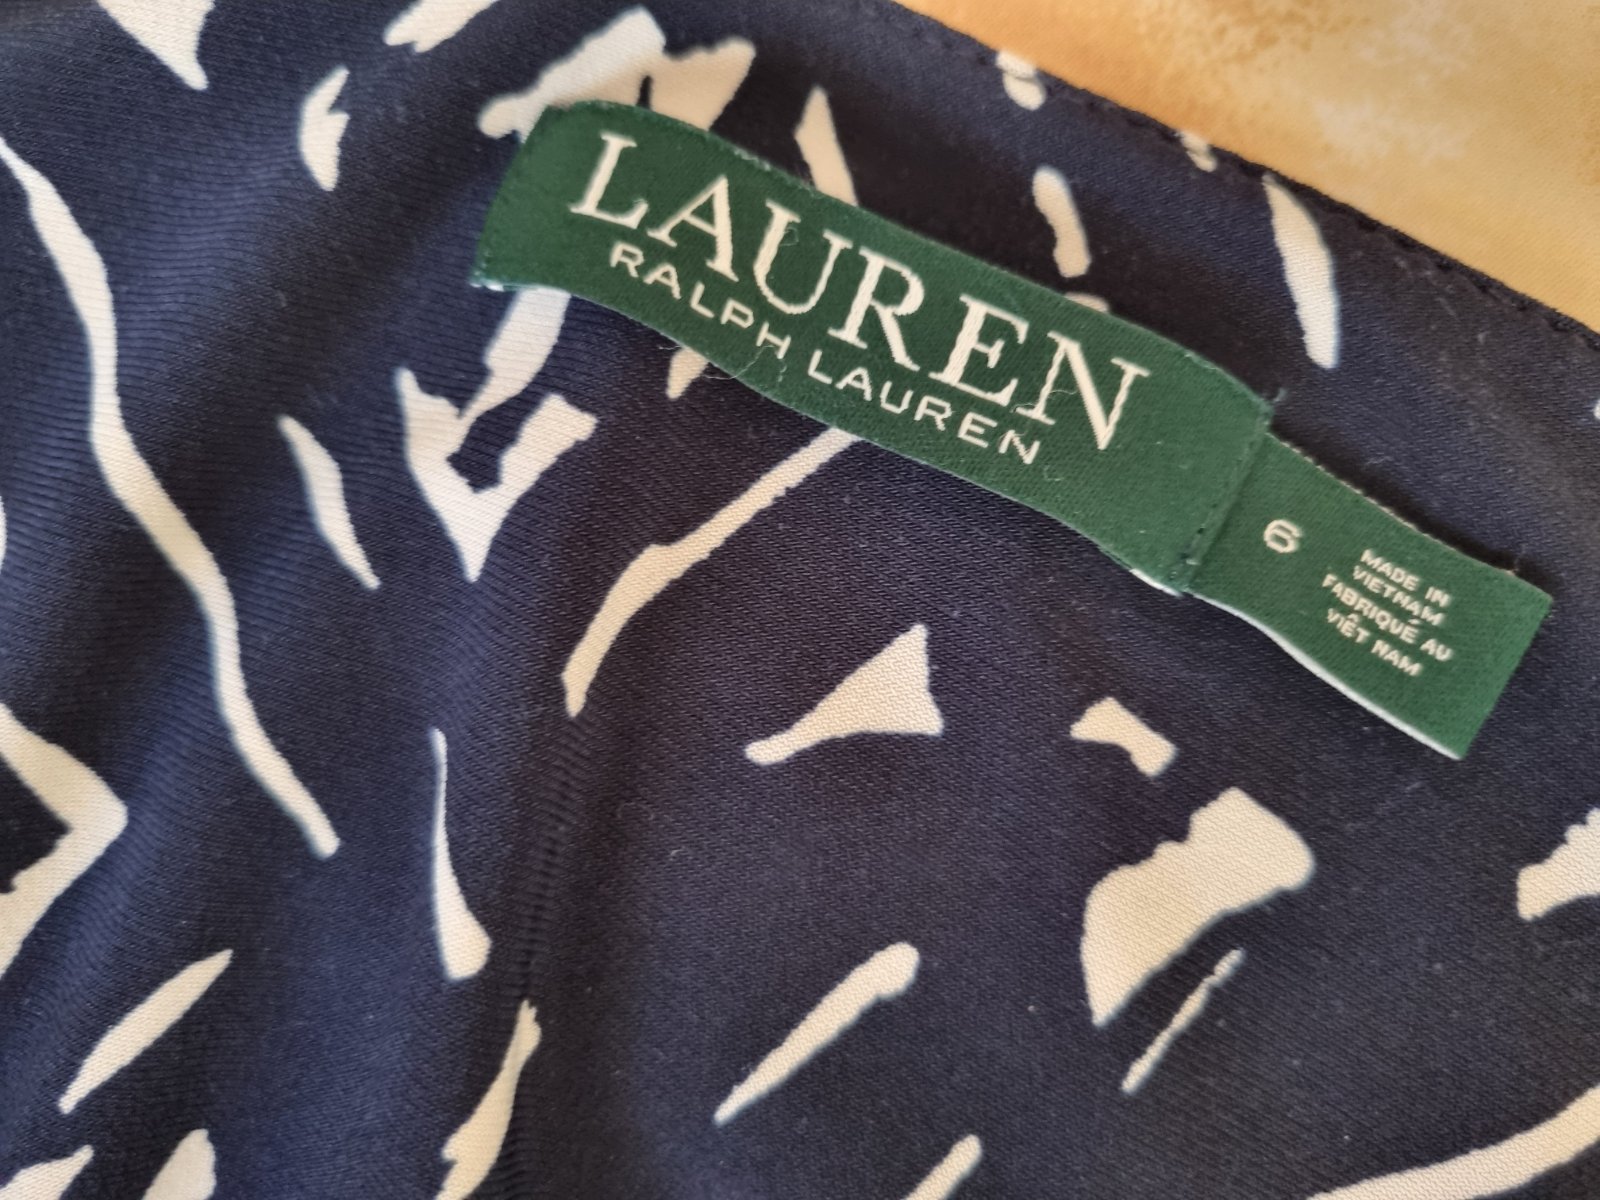 LAUREN
RALPH LAUREN
6
MADE IN
VIETNAM
FABRIQUÉ AU
VIÊT NAM